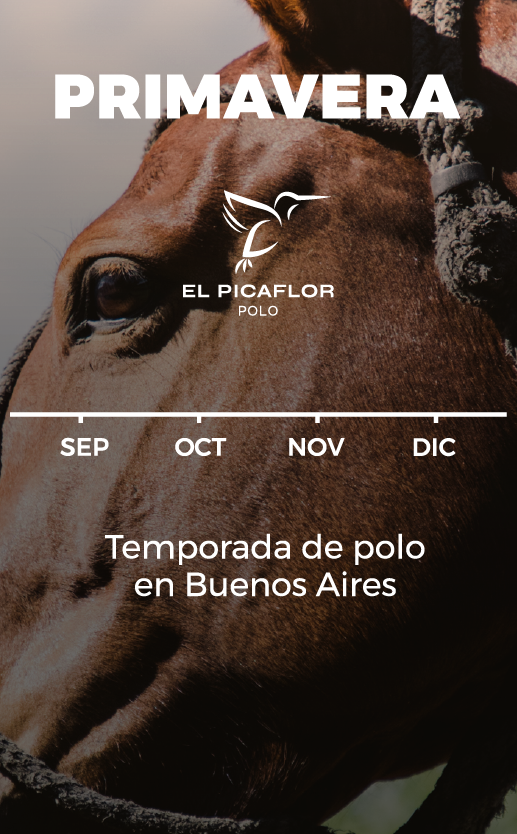 PRIMAVERA
EL PICAFLOR
POLO
SEP OCT NOV DIC
Temporada de polo
en Buenos Aires